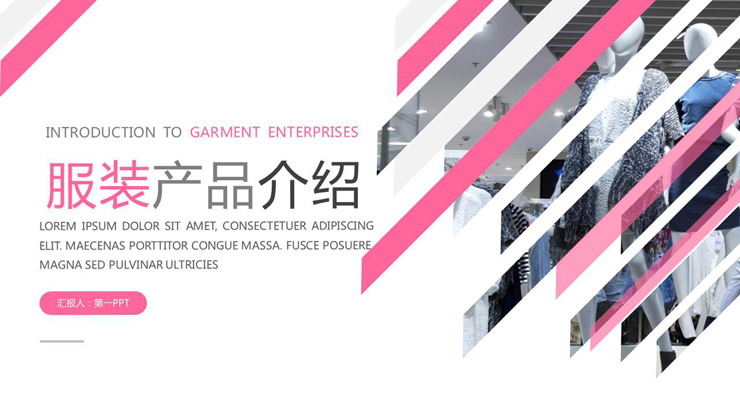 INTRODUCTION TO GARMENT ENTERPRISES
服装产品介绍
LOREM IPSUM DOLOR SIT AMET, CONSECTETUER ADIPISCING
ELIT. MAECENAS PORTTITOR CONGUE MASSA. FUSCE POSUERE,
MAGNA SED PULVINAR ULTRICIES
汇报人：第一PPT